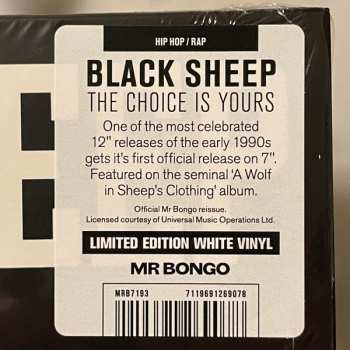 HIP HOP / RAP
BLACK SHEEP
THE CHOICE IS YOURS
One of the most celebrated
12" releases of the early 1990s
gets it's first official release on 7".
Featured on the seminal 'A Wolf
in Sheep's Clothing' album.
Official Mr Bongo reissue.
Licensed courtesy of Universal Music Operations Ltd.
LIMITED EDITION WHITE VINYL
MR BONGO
MRB7193 7119691269078